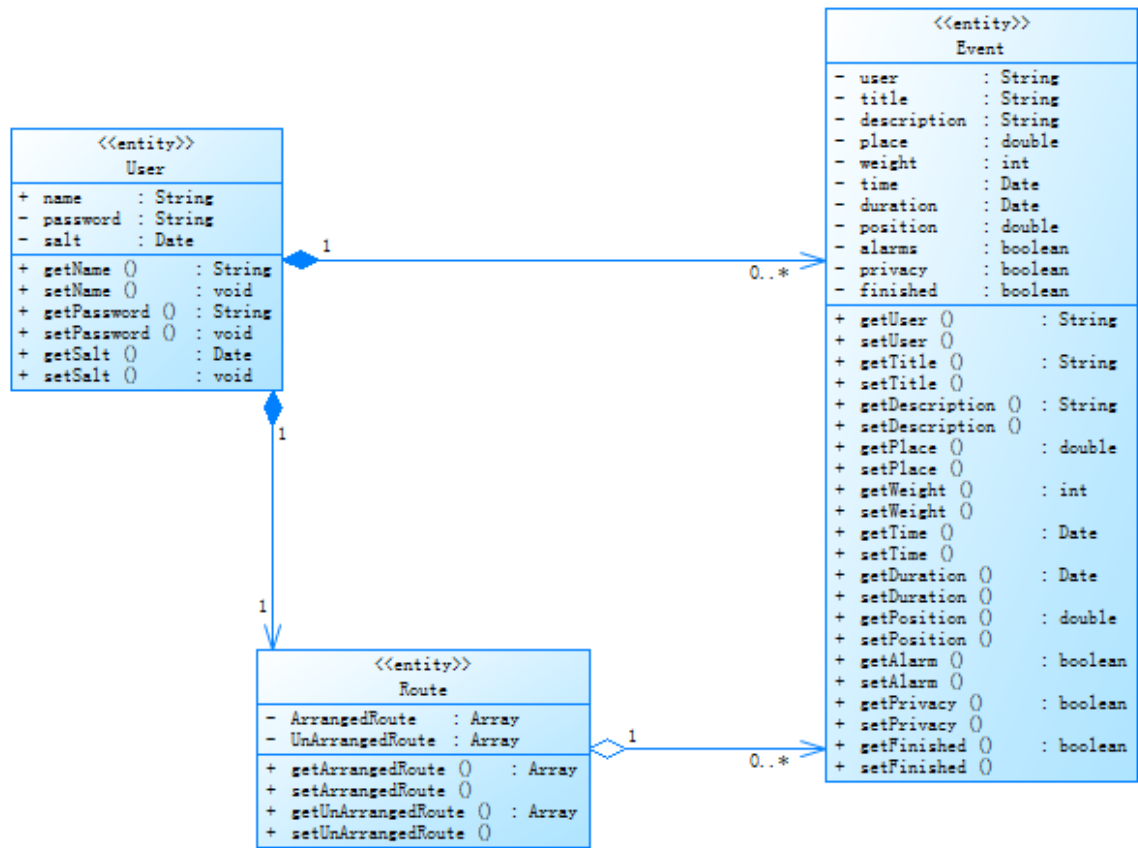 <<entity>>
User
+ name : String
- password : String
- salt : Date
+ getName () : String
+ setName () : void
+ getPassword () : String
+ setPassword () : void
+ getSalt () : Date
+ setSalt () : void
1
0..*
1
1
<<entity>>
Route
- ArrangedRoute : Array
- UnArrangedRoute : Array
+ getArrangedRoute () : Array
+ setArrangedRoute ()
+ getUnArrangedRoute () : Array
+ setUnArrangedRoute ()
1
0..*
<<entity>>
Event
- user : String
- title : String
- description : String
- place : double
- weight : int
- time : Date
- duration : Date
- position : double
- alarms : boolean
- privacy : boolean
- finished : boolean
+ getUser () : String
+ setUser ()
+ getTitle () : String
+ setTitle ()
+ getDescription () : String
+ setDescription ()
+ getPlace () : double
+ setPlace ()
+ getWeight () : int
+ setWeight ()
+ getTime () : Date
+ setTime ()
+ getDuration () : Date
+ setDuration ()
+ getPosition () : double
+ setPosition ()
+ getAlarm () : boolean
+ setAlarm ()
+ getPrivacy () : boolean
+ setPrivacy ()
+ getFinished () : boolean
+ setFinished ()